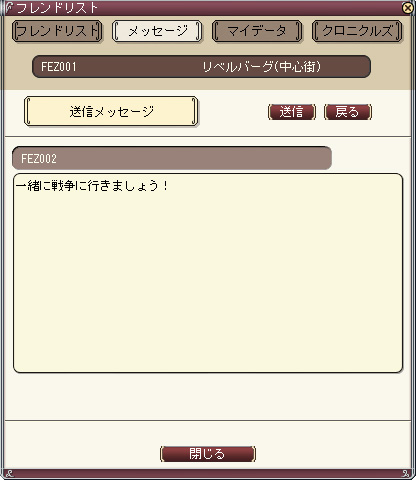 フレンドリスト
フレンドリスト メッセージ マイデータ クロニクルズ
FEZ001 リベルバーグ(中心街)
送信メッセージ 送信 戻る
FEZ002
一緒に戦争に行きましょう！
閉じる